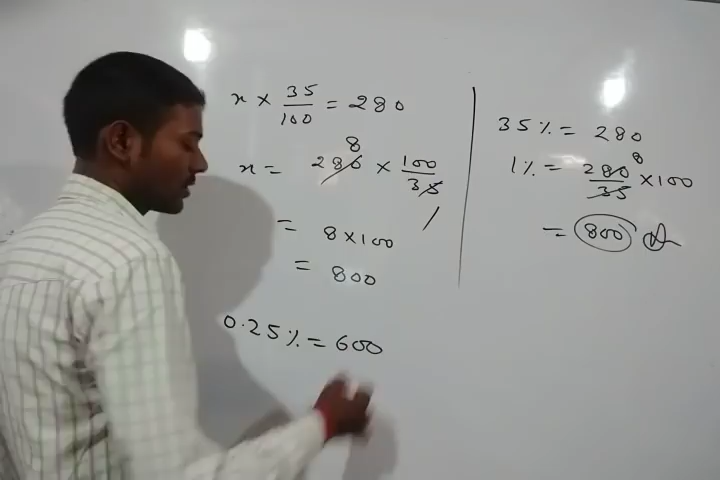 x × 35/100 = 280
x = 280 × 100/35
8
= 8 × 100
= 800
0.25% = 600
35% = 280
1% = 280/35 × 100
8
= 800